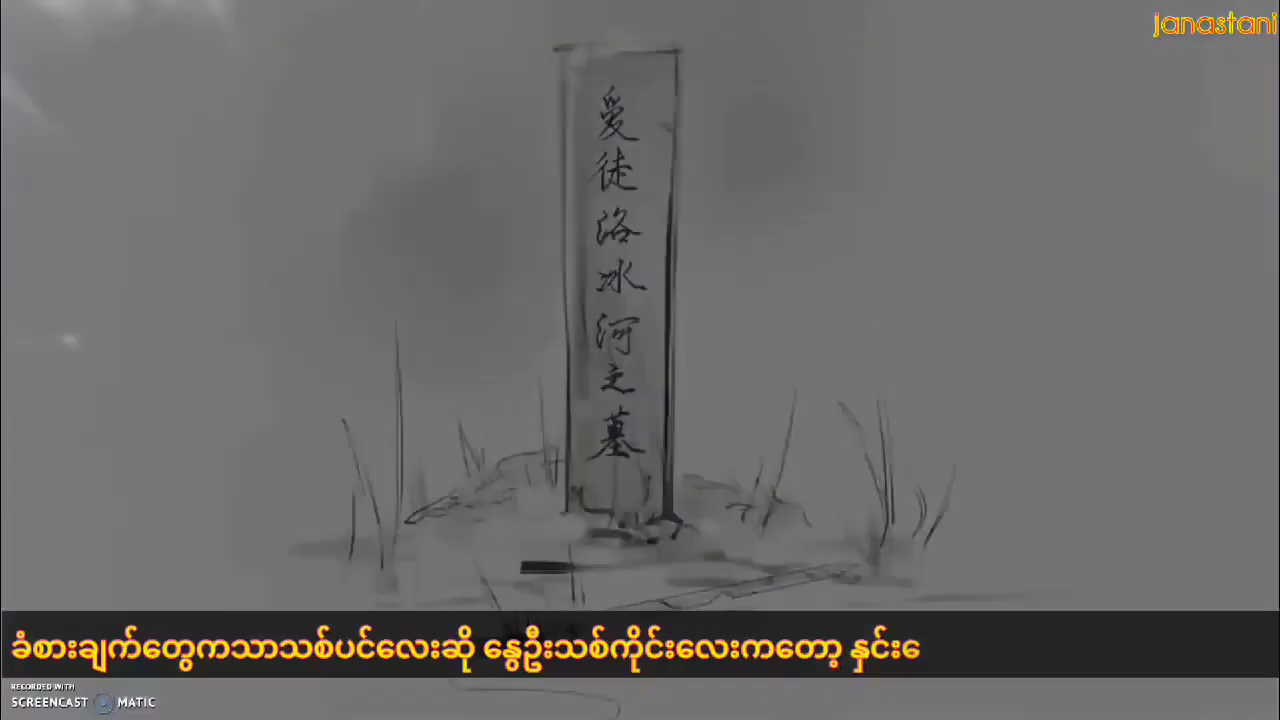 Janastani
愛徒洛冰河之墓
ခံစားချက်တွေကသာသစ်ပင်လေးဆို နွေဦးသစ်ကိုင်းလေးကတော့ နှင်းေ
RECORDED WITH
SCREENCAST MATIC